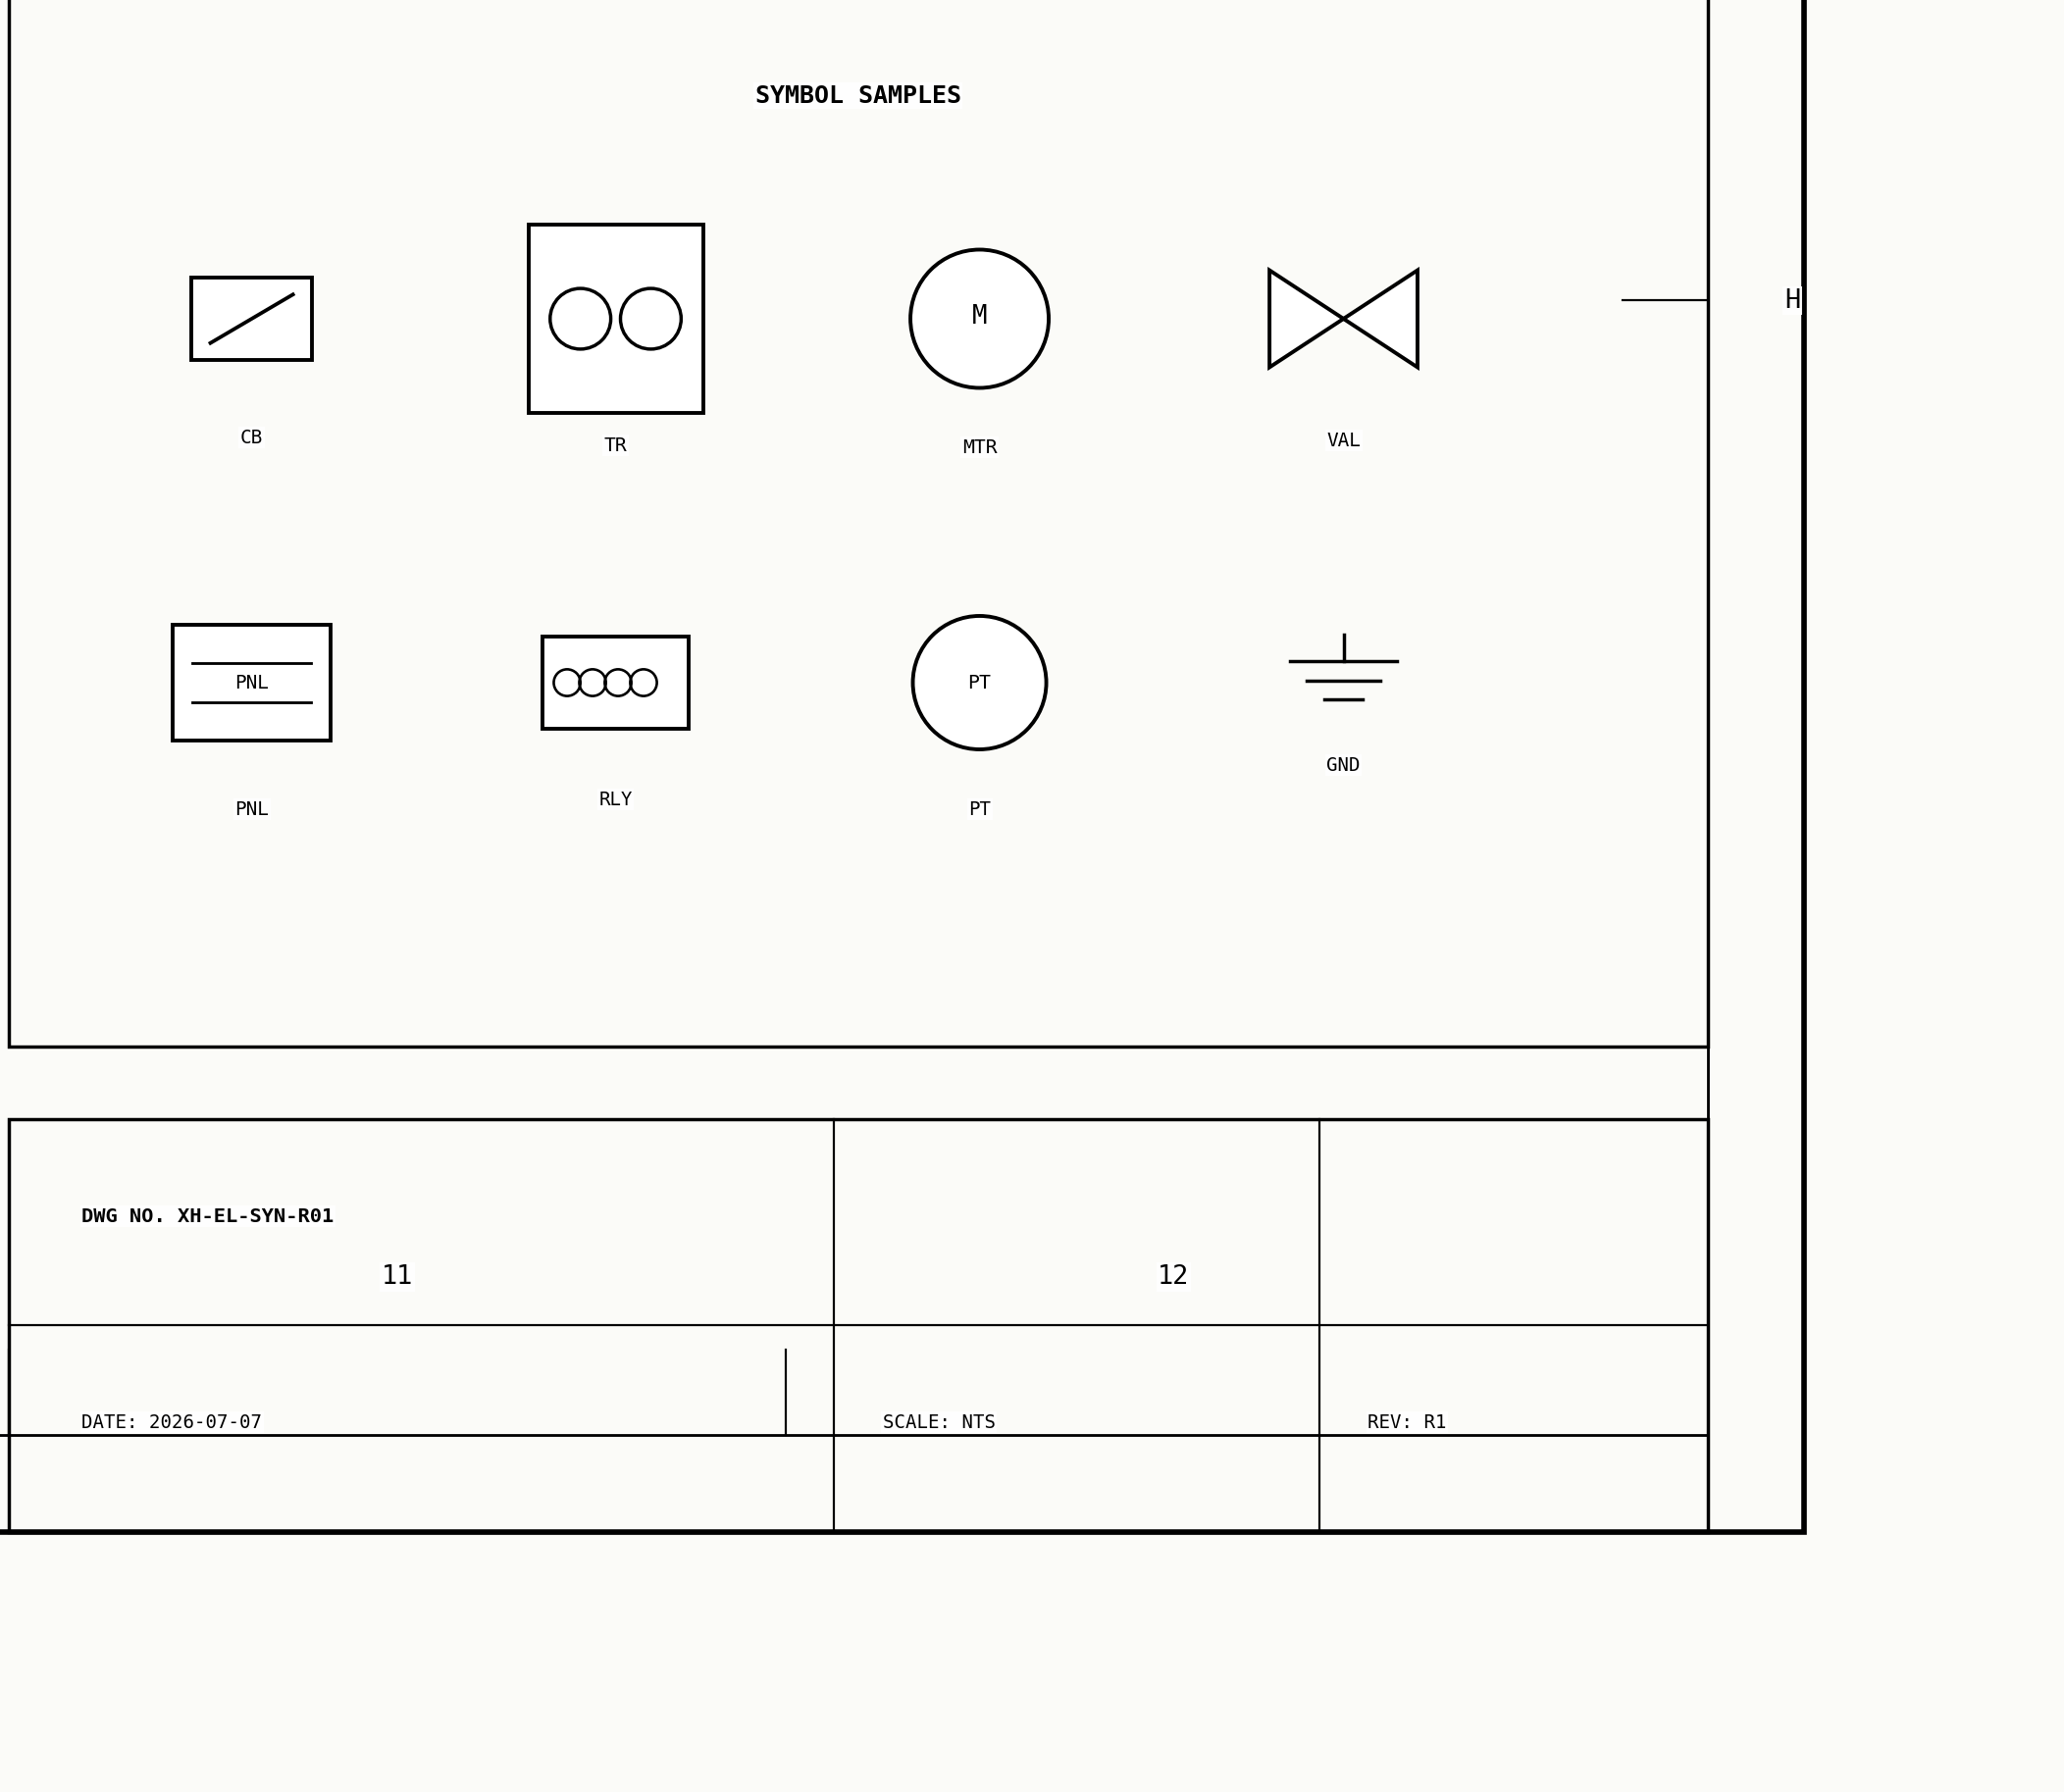 SYMBOL SAMPLES
M
H
CB
TR
MTR
VAL
PNL
PT
PNL
RLY
PT
GND
DWG NO. XH-EL-SYN-R01
11
12
DATE: 2026-07-07
SCALE: NTS
REV: R1